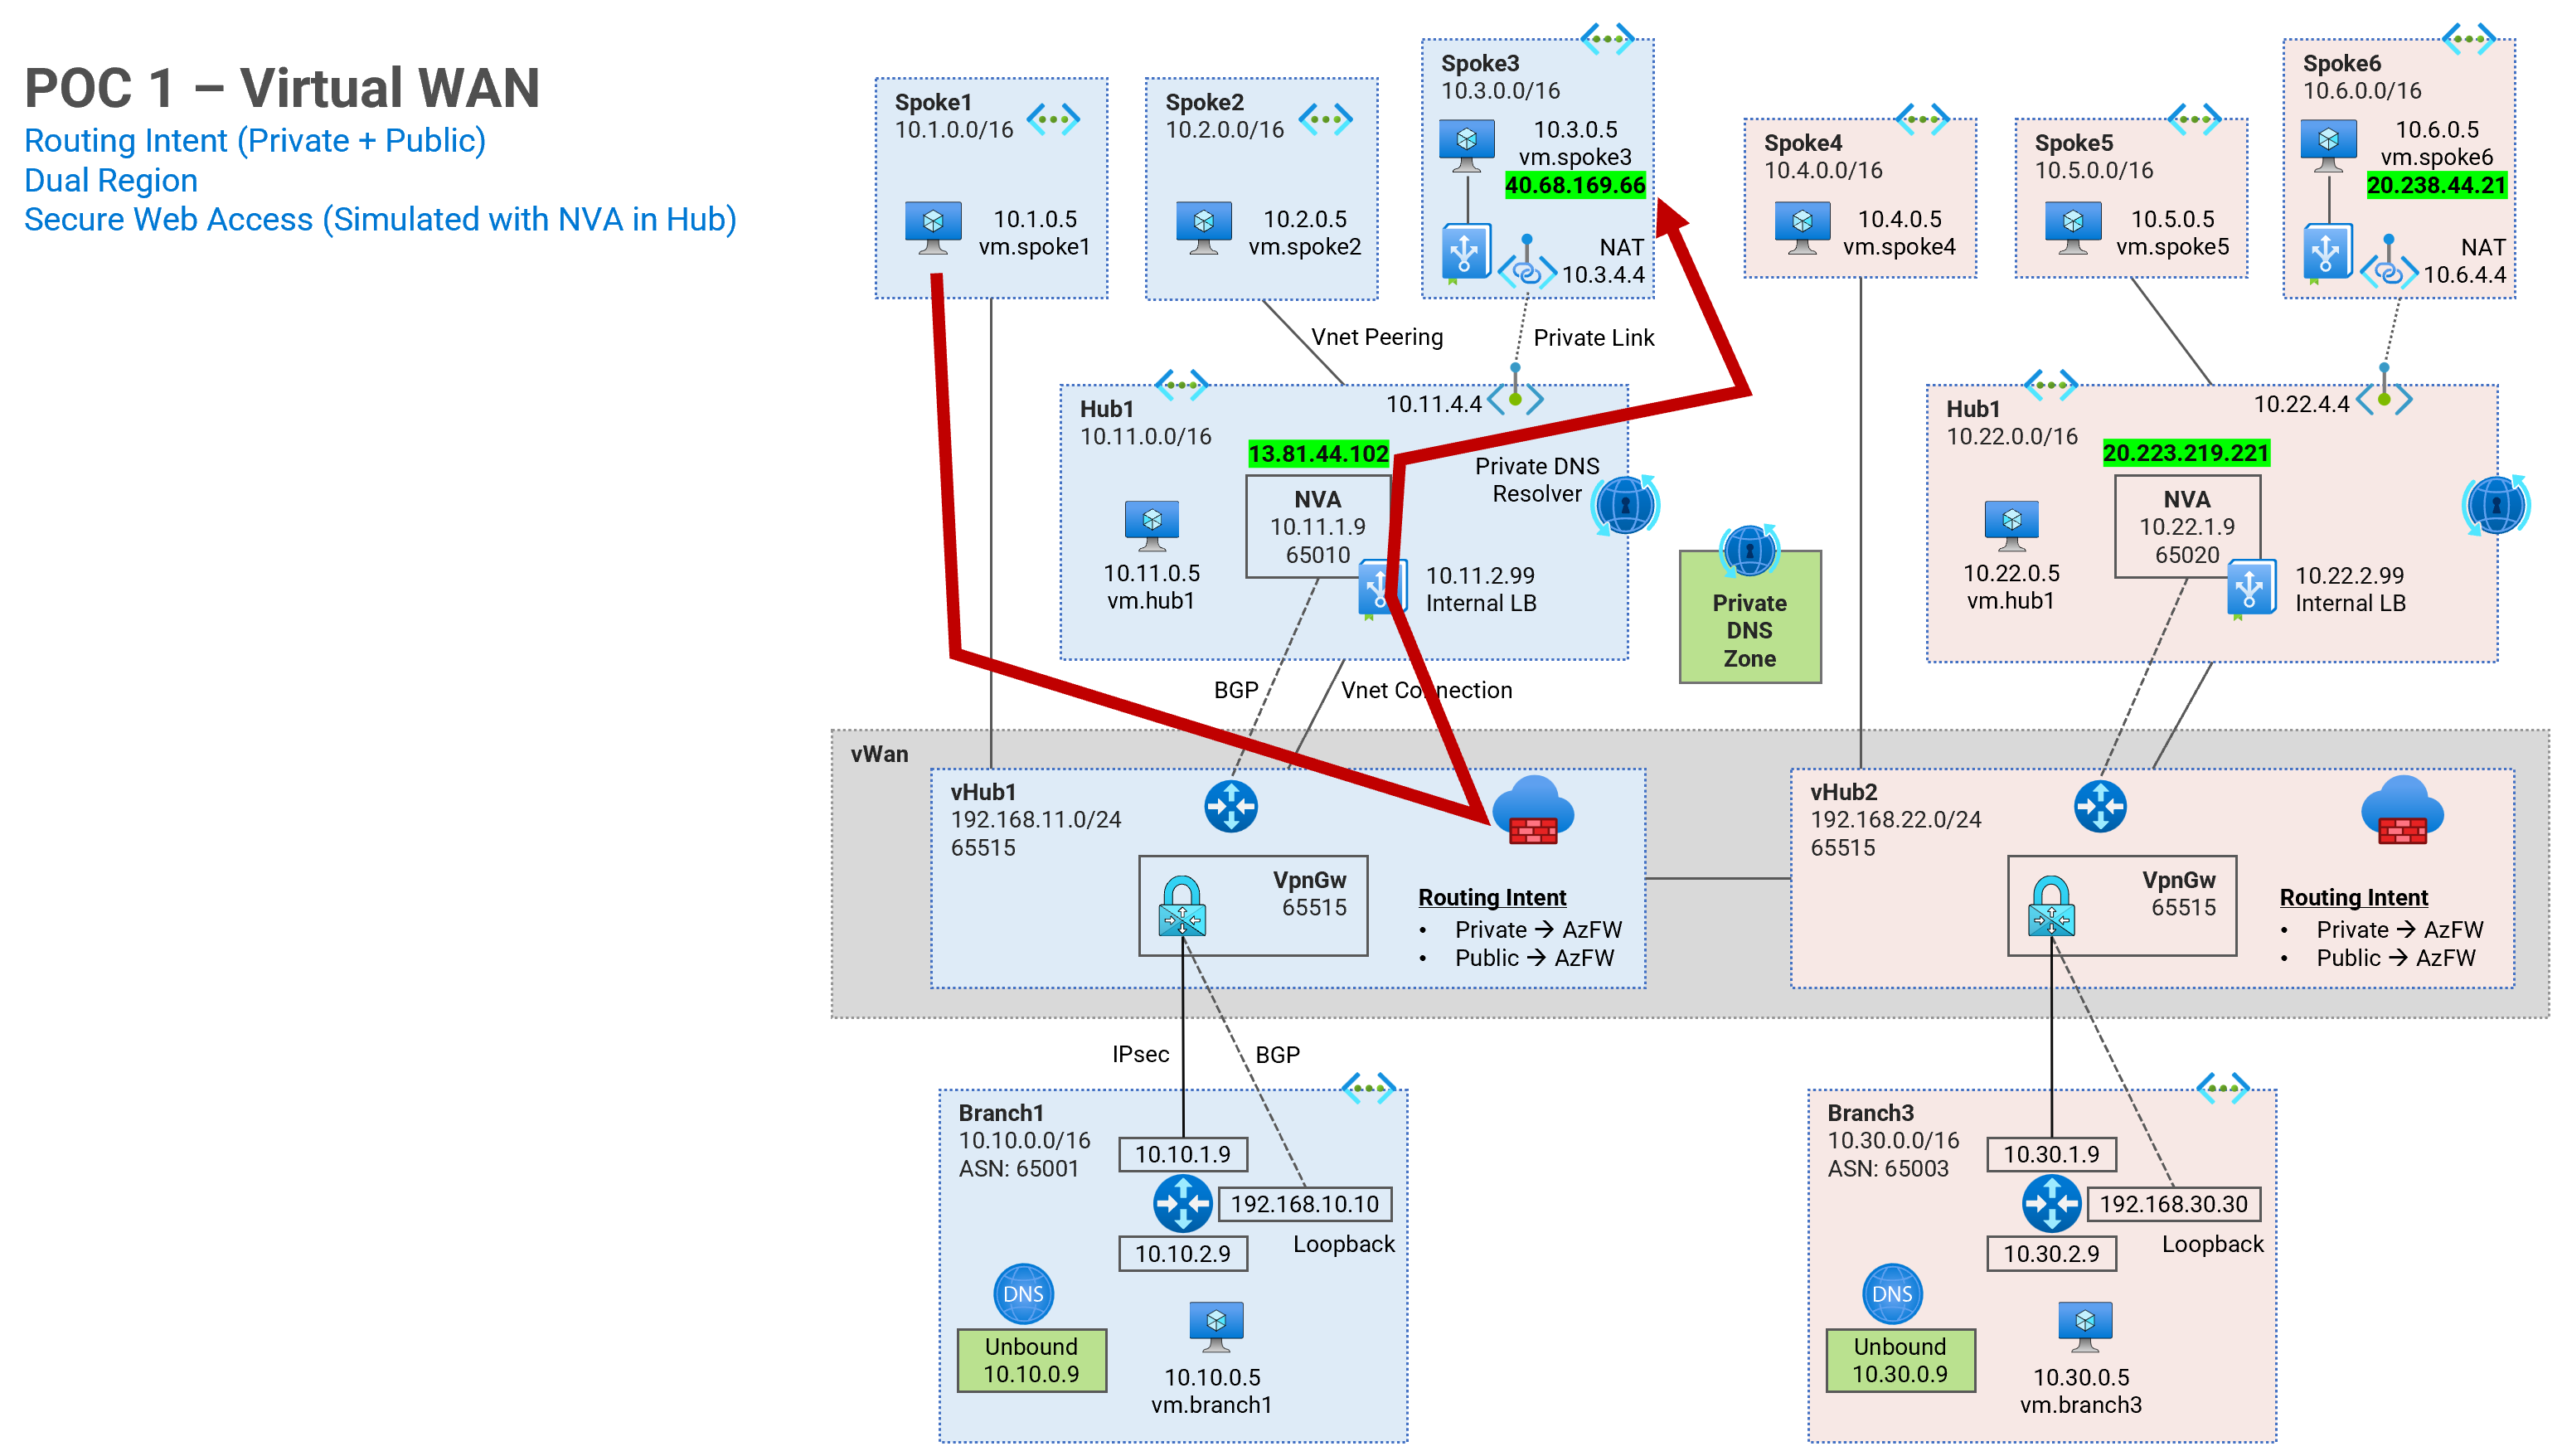 POC 1 – Virtual WAN
Routing Intent (Private + Public)
Dual Region
Secure Web Access (Simulated with NVA in Hub)
Spoke1
10.1.0.0/16
10.1.0.5
vm.spoke1
Spoke2
10.2.0.0/16
10.2.0.5
vm.spoke2
Spoke3
10.3.0.0/16
10.3.0.5
vm.spoke3
40.68.169.66
NAT
10.3.4.4
Spoke4
10.4.0.0/16
10.4.0.5
vm.spoke4
Spoke5
10.5.0.0/16
10.5.0.5
vm.spoke5
Spoke6
10.6.0.0/16
10.6.0.5
vm.spoke6
20.238.44.21
NAT
10.6.4.4
Vnet Peering
Private Link
Hub1
10.11.0.0/16
10.11.4.4
13.81.44.102
NVA
10.11.1.9
65010
Private DNS
Resolver
10.11.0.5
vm.hub1
10.11.2.99
Internal LB
Private
DNS
Zone
Hub1
10.22.0.0/16
10.22.4.4
20.223.219.221
NVA
10.22.1.9
65020
10.22.0.5
vm.hub1
10.22.2.99
Internal LB
BGP
Vnet Connection
vWan
vHub1
192.168.11.0/24
65515
VpnGw
65515
Routing Intent
• Private → AzFW
• Public → AzFW
vHub2
192.168.22.0/24
65515
VpnGw
65515
Routing Intent
• Private → AzFW
• Public → AzFW
IPsec
BGP
Branch1
10.10.0.0/16
ASN: 65001
10.10.1.9
192.168.10.10
Loopback
10.10.2.9
DNS
Unbound
10.10.0.9
10.10.0.5
vm.branch1
Branch3
10.30.0.0/16
ASN: 65003
10.30.1.9
192.168.30.30
Loopback
10.30.2.9
DNS
Unbound
10.30.0.9
10.30.0.5
vm.branch3